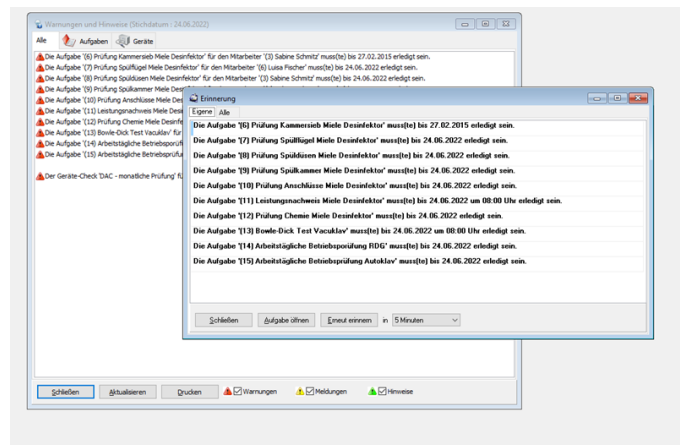 Warnungen und Hinweise (Stichdatum : 24.06.2022)
Alle Aufgaben Geräte
Die Aufgabe '(6) Prüfung Kammersieb Miele Desinfektor' für den Mitarbeiter '(3) Sabine Schmitz' muss(te) bis 27.02.2015 erledigt sein.
Die Aufgabe '(7) Prüfung Spülflügel Miele Desinfektor' für den Mitarbeiter '(6) Luisa Fischer' muss(te) bis 24.06.2022 erledigt sein.
Die Aufgabe '(8) Prüfung Spüldüsen Miele Desinfektor' für den Mitarbeiter '(3) Sabine Schmitz' muss(te) bis 24.06.2022 erledigt sein.
Die Aufgabe '(9) Prüfung Spülkammer Miele
Die Aufgabe '(10) Prüfung Anschlüsse Miele
Die Aufgabe '(11) Leistungsnachweis Miele
Die Aufgabe '(12) Prüfung Chemie Miele
Die Aufgabe '(13) Bowie-Dick Test Vacuklav' für
Die Aufgabe '(14) Arbeitstägliche
Die Aufgabe '(15) Arbeitstägliche
Der Geräte-Check 'DAC - monatliche Prüfung'
Schließen Aktualisieren Drucken Warnungen Meldungen Hinweise
Erinnerung
Eigene Alle
Die Aufgabe '(6) Prüfung Kammersieb Miele Desinfektor' muss(te) bis 27.02.2015 erledigt sein.
Die Aufgabe '(7) Prüfung Spülflügel Miele Desinfektor' muss(te) bis 24.06.2022 erledigt sein.
Die Aufgabe '(8) Prüfung Spüldüsen Miele Desinfektor' muss(te) bis 24.06.2022 erledigt sein.
Die Aufgabe '(9) Prüfung Spülkammer Miele Desinfektor' muss(te) bis 24.06.2022 erledigt sein.
Die Aufgabe '(10) Prüfung Anschlüsse Miele Desinfektor' muss(te) bis 24.06.2022 erledigt sein.
Die Aufgabe '(11) Leistungsnachweis Miele Desinfektor' muss(te) bis 24.06.2022 um 08:00 Uhr erledigt sein.
Die Aufgabe '(12) Prüfung Chemie Miele Desinfektor' muss(te) bis 24.06.2022 erledigt sein.
Die Aufgabe '(13) Bowle-Dick Test Vacuklav' muss(te) bis 24.06.2022 um 08:00 Uhr erledigt sein.
Die Aufgabe '(14) Arbeitstägliche Betriebsporüfung RDG' muss(te) bis 24.06.2022 erledigt sein.
Die Aufgabe '(15) Arbeitstägliche Betriebsprüfung Autoklav' muss(te) bis 24.06.2022 erledigt sein.
Schließen Aufgabe öffnen Erneut erinnern in 5 Minuten